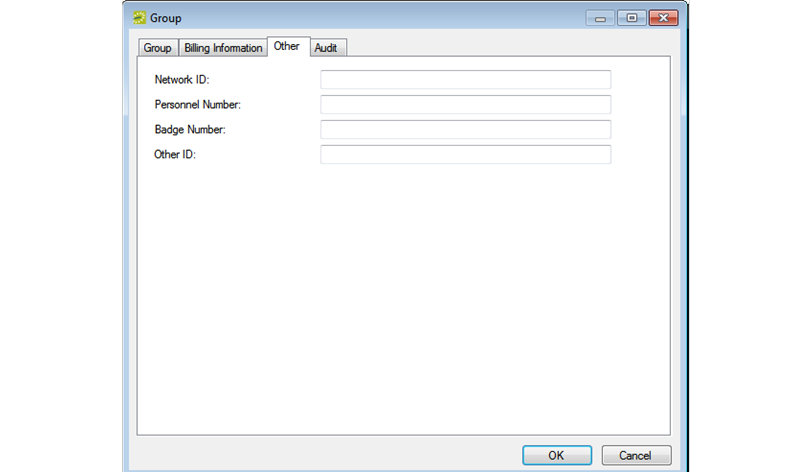 Group
Group Billing Information Other Audit
Network ID:
Personnel Number:
Badge Number:
Other ID:
OK Cancel